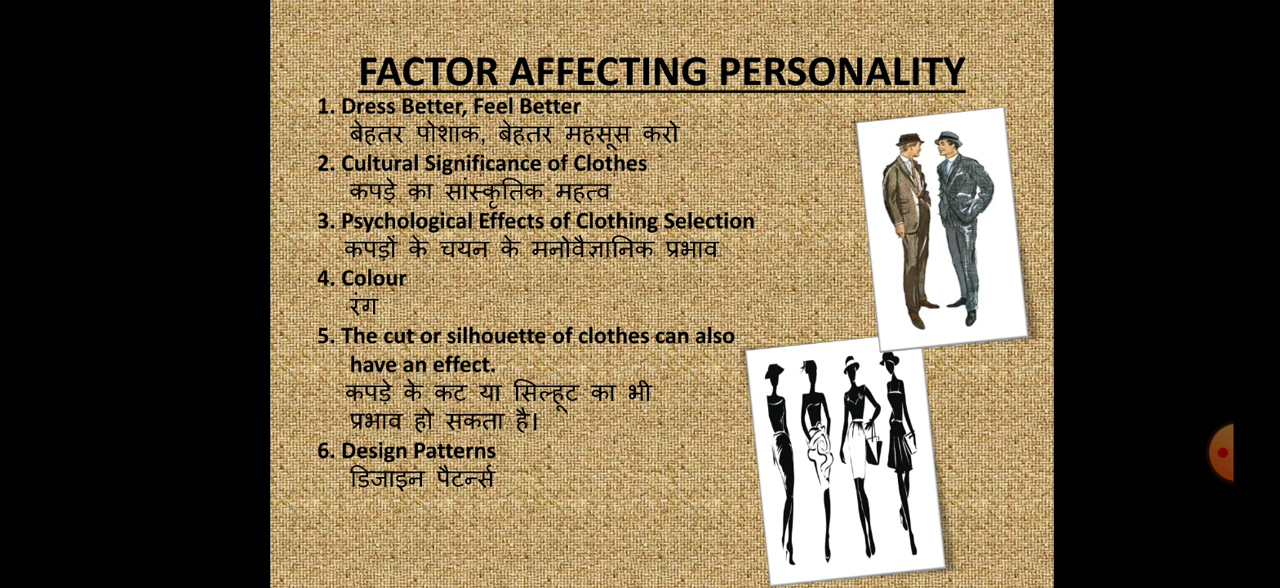 FACTOR AFFECTING PERSONALITY
1. Dress Better, Feel Better
बेहतर पोशाक, बेहतर महसूस करो
2. Cultural Significance of Clothes
कपड़े का सांस्कृतिक महत्व
3. Psychological Effects of Clothing Selection
कपड़ों के चयन के मनोवैज्ञानिक प्रभाव
4. Colour
रंग
5. The cut or silhouette of clothes can also
have an effect.
कपड़े के कट या सिल्हूट का भी
प्रभाव हो सकता है।
6. Design Patterns
डिजाइन पैटर्न्स